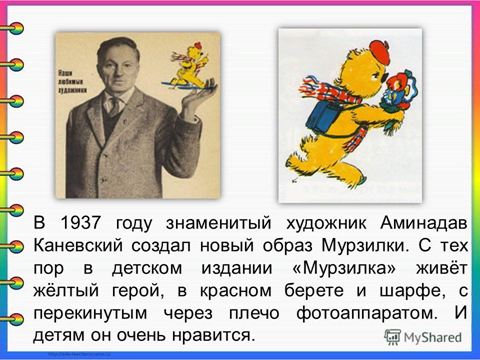 Наши
любимые
художники
В 1937 году знаменитый художник Аминадав
Каневский создал новый образ Мурзилки. С тех
пор в детском издании «Мурзилка» живёт
жёлтый герой, в красном берете и шарфе, с
перекинутым через плечо фотоаппаратом. И
детям он очень нравится.
MyShared